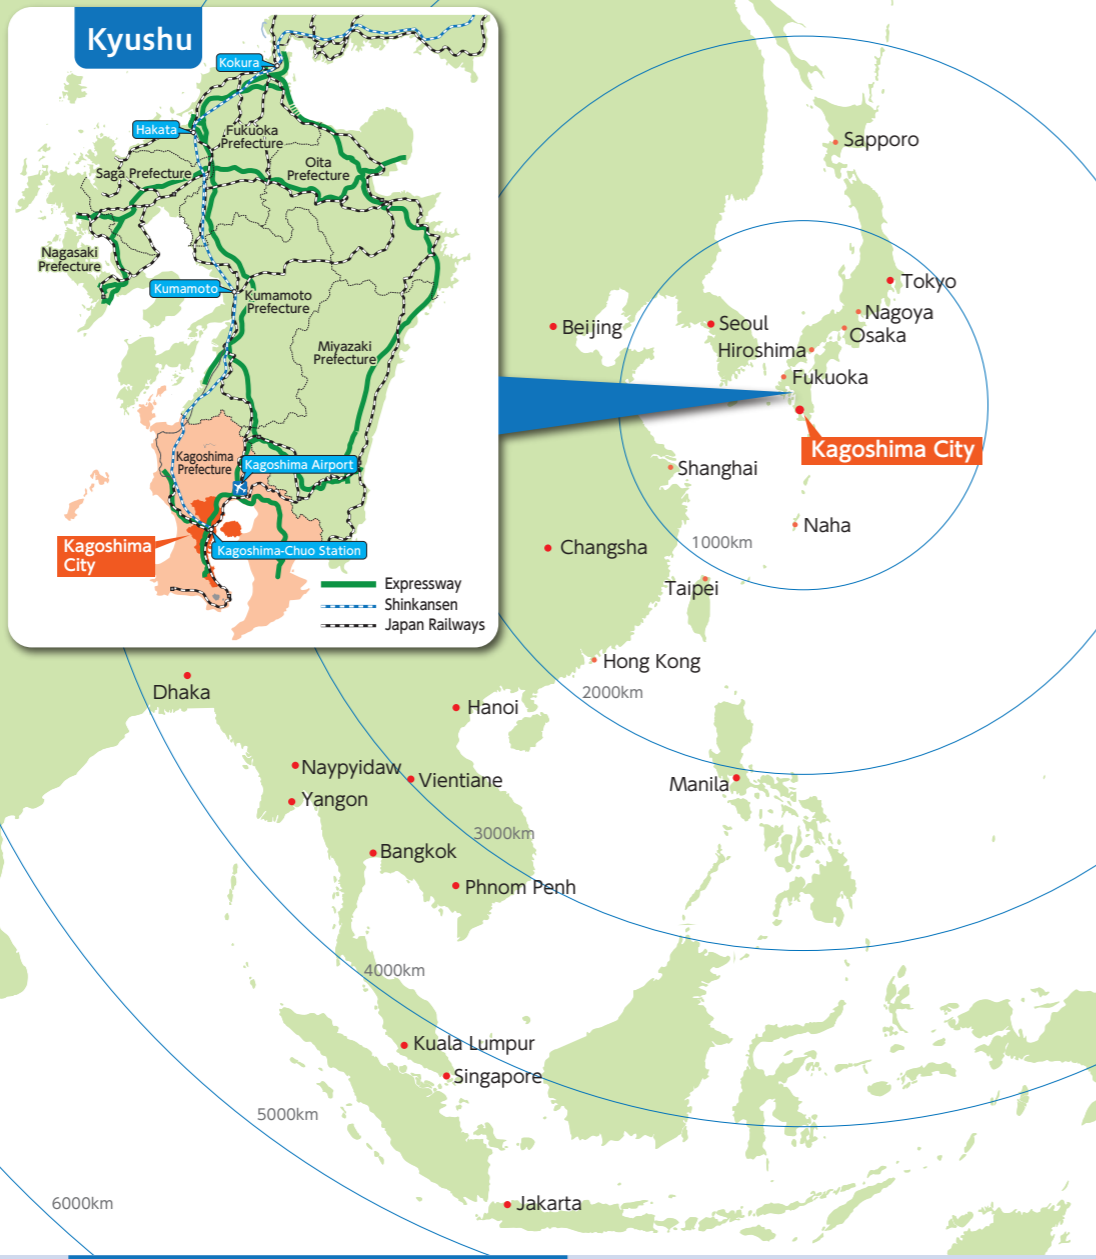 Kyushu
Kokura
Hakata
Fukuoka
Prefecture
Oita
Prefecture
Saga Prefecture
Nagasaki
Prefecture
Kumamoto
Kumamoto
Prefecture
Miyazaki
Prefecture
Kagoshima
Prefecture
Kagoshima Airport
Kagoshima
City
Kagoshima-Chuo Station
Expressway
Shinkansen
Japan Railways
Sapporo
Tokyo
Nagoya
Osaka
Beijing
Seoul
Hiroshima
Fukuoka
Kagoshima City
Shanghai
Naha
1000km
Changsha
Taipei
Hong Kong
2000km
Dhaka
Hanoi
Naypyidaw
Vientiane
Manila
Yangon
3000km
Bangkok
Phnom Penh
4000km
Kuala Lumpur
Singapore
5000km
6000km
Jakarta